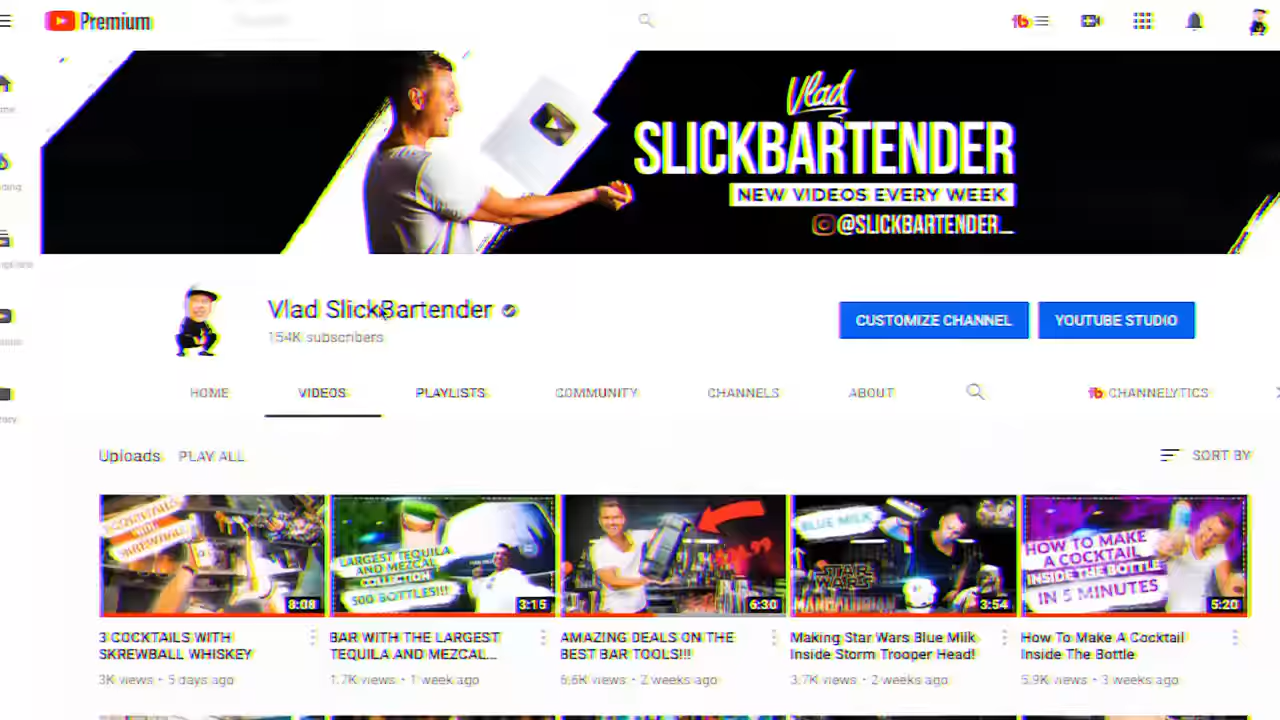 Premium
Vlad
SLICKBARTENDER
NEW VIDEOS EVERY WEEK
@SLICKBARTENDER_
Vlad SlickBartender
154K subscribers
CUSTOMIZE CHANNEL
YOUTUBE STUDIO
HOME VIDEOS PLAYLISTS COMMUNITY CHANNELS ABOUT CHANNELYTICS
Uploads PLAY ALL
SORT BY
COCKTAILS
WITH
SKREWBALL
8:08
LARGEST TEQUILA
AND MEZCAL
COLLECTION
500 BOTTLES!!!
3:15
6:30
BLUE MILK
STAR
WARS
MANDALORIAN
3:54
HOW TO MAKE
A COCKTAIL
INSIDE THE BOTTLE
IN 5 MINUTES
5:20
3 COCKTAILS WITH
SKREWBALL WHISKEY
3K views • 5 days ago
BAR WITH THE LARGEST
TEQUILA AND MEZCAL...
1.7K views • 1 week ago
AMAZING DEALS ON THE
BEST BAR TOOLS!!!
6.6K views • 2 weeks ago
Making Star Wars Blue Milk
Inside Storm Trooper Head!
3.7K views • 2 weeks ago
How To Make A Cocktail
Inside The Bottle
5.9K views • 3 weeks ago